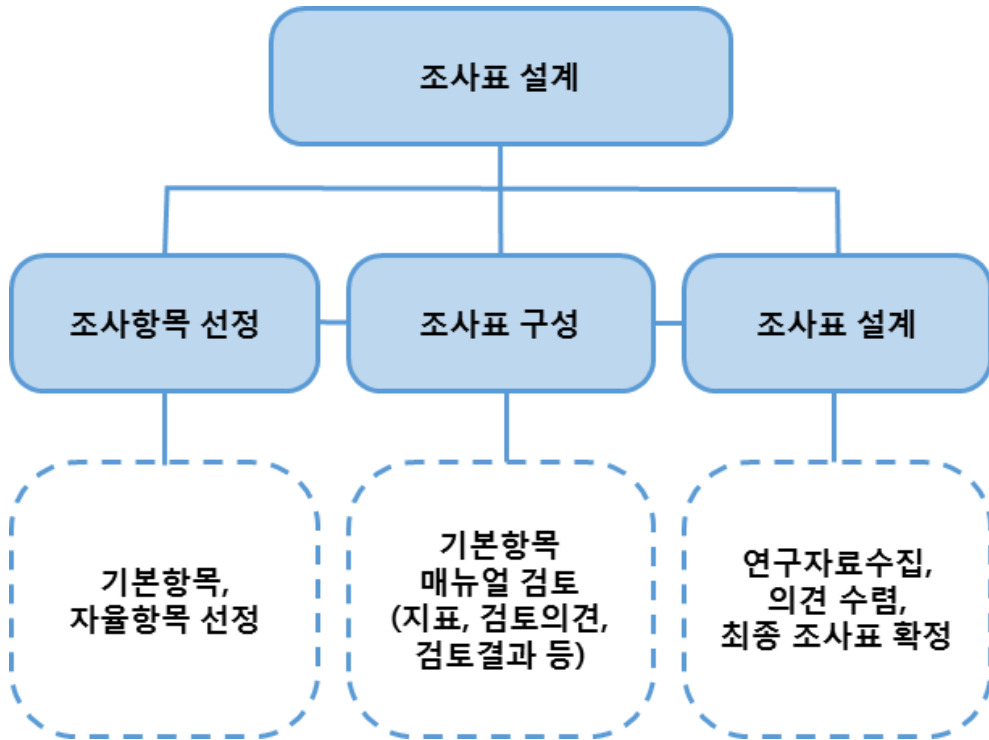 조사표 설계
조사항목 선정
조사표 구성
조사표 설계
기본항목,
자율항목 선정
기본항목
매뉴얼 검토
(지표, 검토의견,
검토결과 등)
연구자료수집,
의견 수렴,
최종 조사표 확정